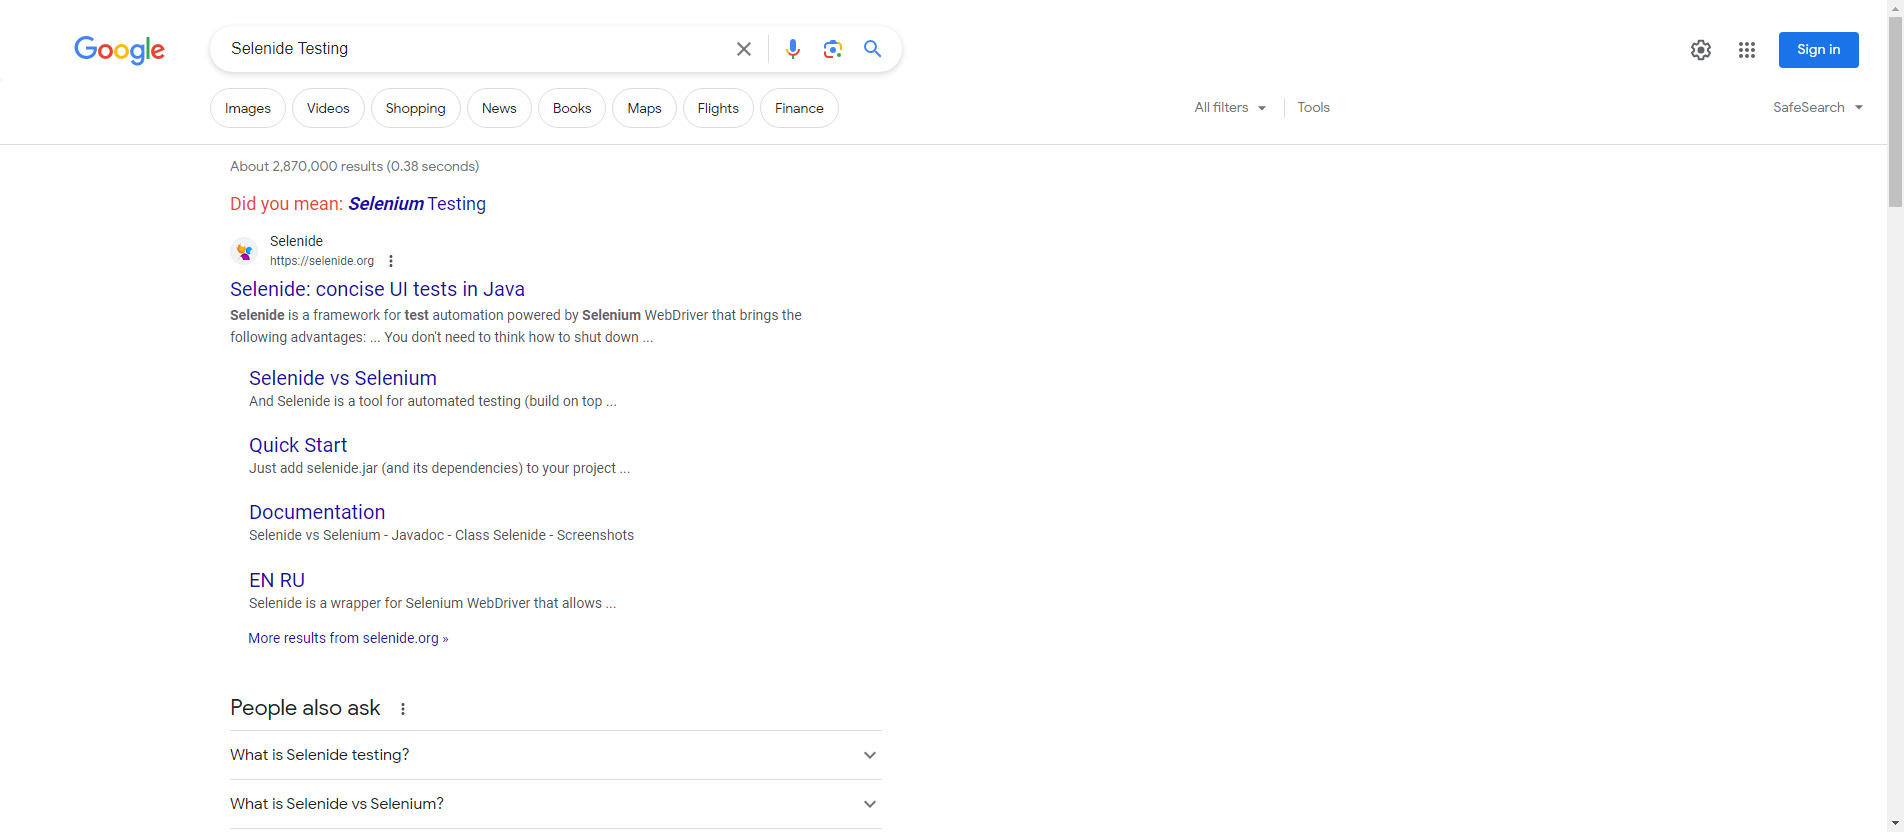 Google
Selenide Testing
Sign in
Images
Videos
Shopping
News
Books
Maps
Flights
Finance
All filters
Tools
SafeSearch
About 2,870,000 results (0.38 seconds)
Did you mean: Selenium Testing
Selenide
https://selenide.org
Selenide: concise UI tests in Java
Selenide is a framework for test automation powered by Selenium WebDriver that brings the
following advantages: ... You don't need to think how to shut down ...
Selenide vs Selenium
And Selenide is a tool for automated testing (build on top ...
Quick Start
Just add selenide.jar (and its dependencies) to your project ...
Documentation
Selenide vs Selenium - Javadoc - Class Selenide - Screenshots
EN RU
Selenide is a wrapper for Selenium WebDriver that allows ...
More results from selenide.org »
People also ask
What is Selenide testing?
What is Selenide vs Selenium?